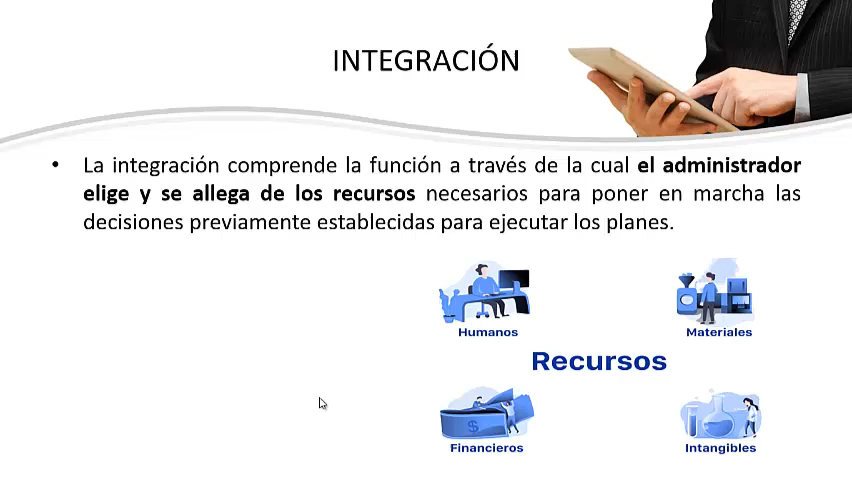 INTEGRACIÓN
• La integración comprende la función a través de la cual el administrador
elige y se allega de los recursos necesarios para poner en marcha las
decisiones previamente establecidas para ejecutar los planes.
Humanos
Materiales
Recursos
$
Financieros
Intangibles